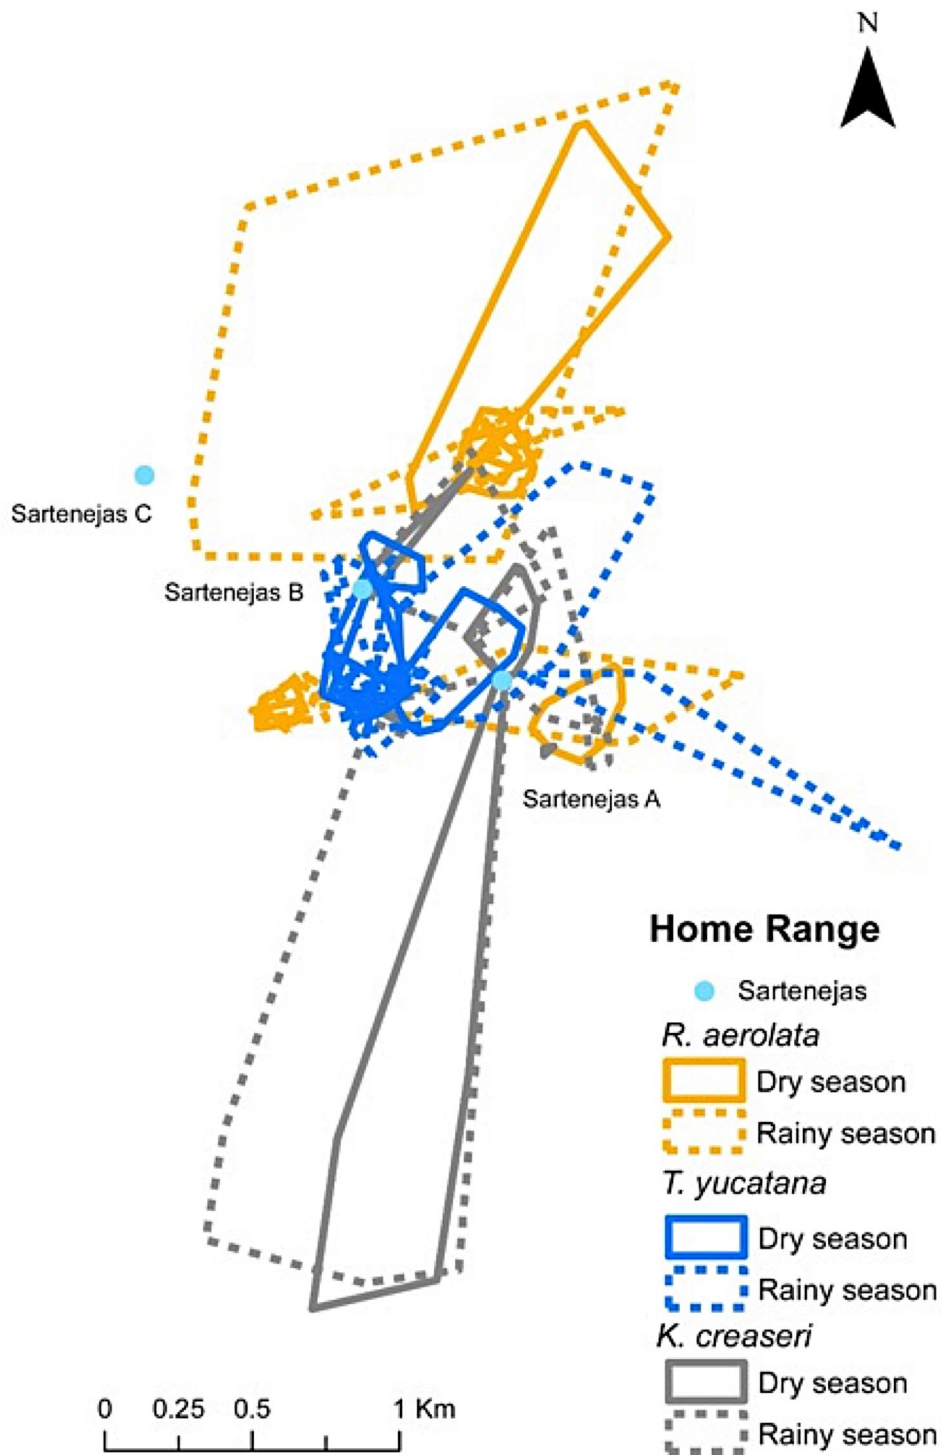 N
Sartenejas C
Sartenejas B
Sartenejas A
Home Range
Sartenejas
R. aerolata
Dry season
Rainy season
T. yucatana
Dry season
Rainy season
K. creaseri
Dry season
Rainy season
0 0.25 0.5 1 Km